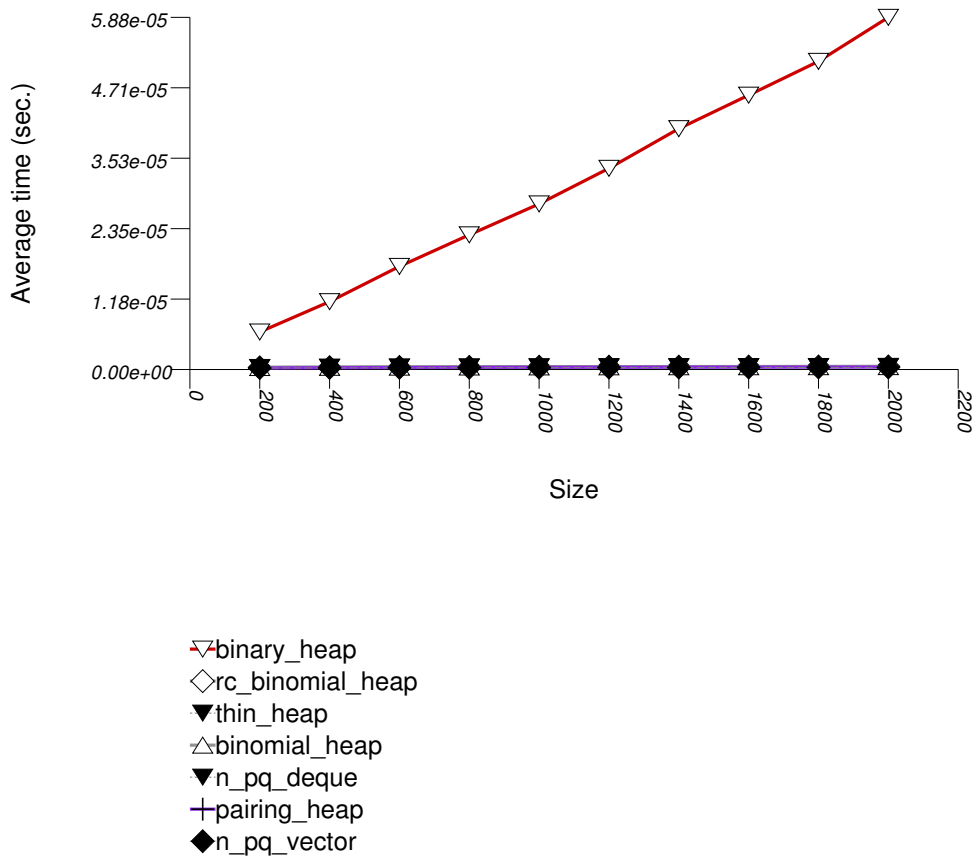 5.88e-05
4.71e-05
3.53e-05
2.35e-05
1.18e-05
0.00e+00
Average time (sec.)
0 200 400 600 800 1000 1200 1400 1600 1800 2000 2200
Size
binary_heap
rc_binomial_heap
thin_heap
binomial_heap
n_pq_deque
pairing_heap
n_pq_vector